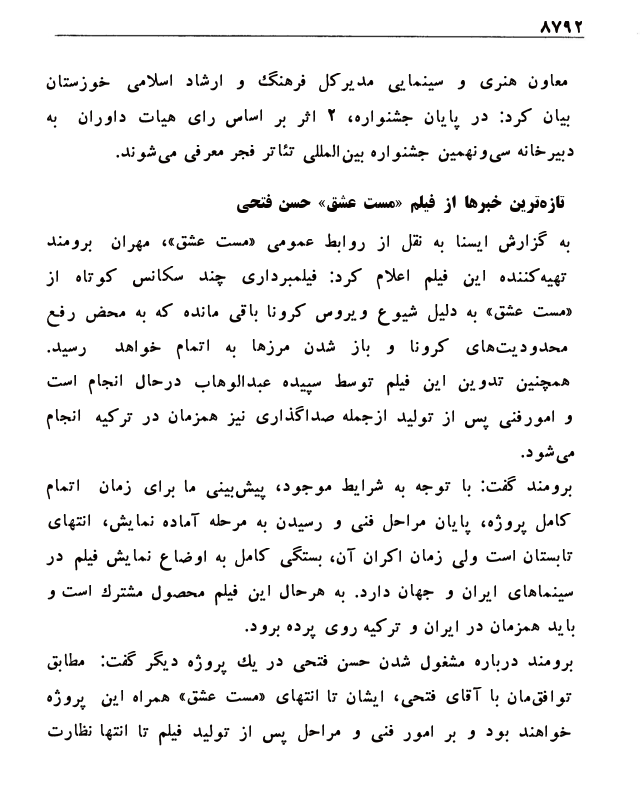 ۸۷۹۲
معاون هنری و سینمایی مدیرکل فرهنگ و ارشاد اسلامی خوزستان
بیان کرد: در پایان جشنواره، ۲ اثر بر اساس رای هیات داوران به
دبیرخانه سی‌ونهمین جشنواره بین‌المللی تئاتر فجر معرفی می‌شوند.
تازه‌ترین خبرها از فیلم «مست عشق» حسن فتحی
به گزارش ایسنا به نقل از روابط عمومی «مست عشق»، مهران برومند
تهیه‌کننده این فیلم اعلام کرد: فیلمبرداری چند سکانس کوتاه از
«مست عشق» به دلیل شیوع ویروس کرونا باقی مانده که به محض رفع
محدودیت‌های کرونا و باز شدن مرزها به اتمام خواهد رسید.
همچنین تدوین این فیلم توسط سپیده عبدالوهاب درحال انجام است
و امورفنی پس از تولید ازجمله صداگذاری نیز همزمان در ترکیه انجام
می‌شود.
برومند گفت: با توجه به شرایط موجود، پیش‌بینی ما برای زمان اتمام
کامل پروژه، پایان مراحل فنی و رسیدن به مرحله آماده نمایش، انتهای
تابستان است ولی زمان اکران آن، بستگی کامل به اوضاع نمایش فیلم در
سینماهای ایران و جهان دارد. به هرحال این فیلم محصول مشترك است و
باید همزمان در ایران و ترکیه روی پرده برود.
برومند درباره مشغول شدن حسن فتحی در یك پروژه دیگر گفت: مطابق
توافق‌مان با آقای فتحی، ایشان تا انتهای «مست عشق» همراه این پروژه
خواهند بود و بر امور فنی و مراحل پس از تولید فیلم تا انتها نظارت